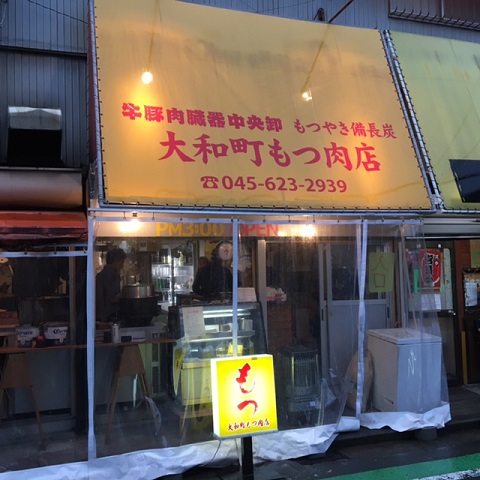 牛豚肉臓器中央卸 もつやき備長炭
大和町もつ肉店
☎045-623-2939
PM3:00 OPEN
もつ
大和町もつ肉店